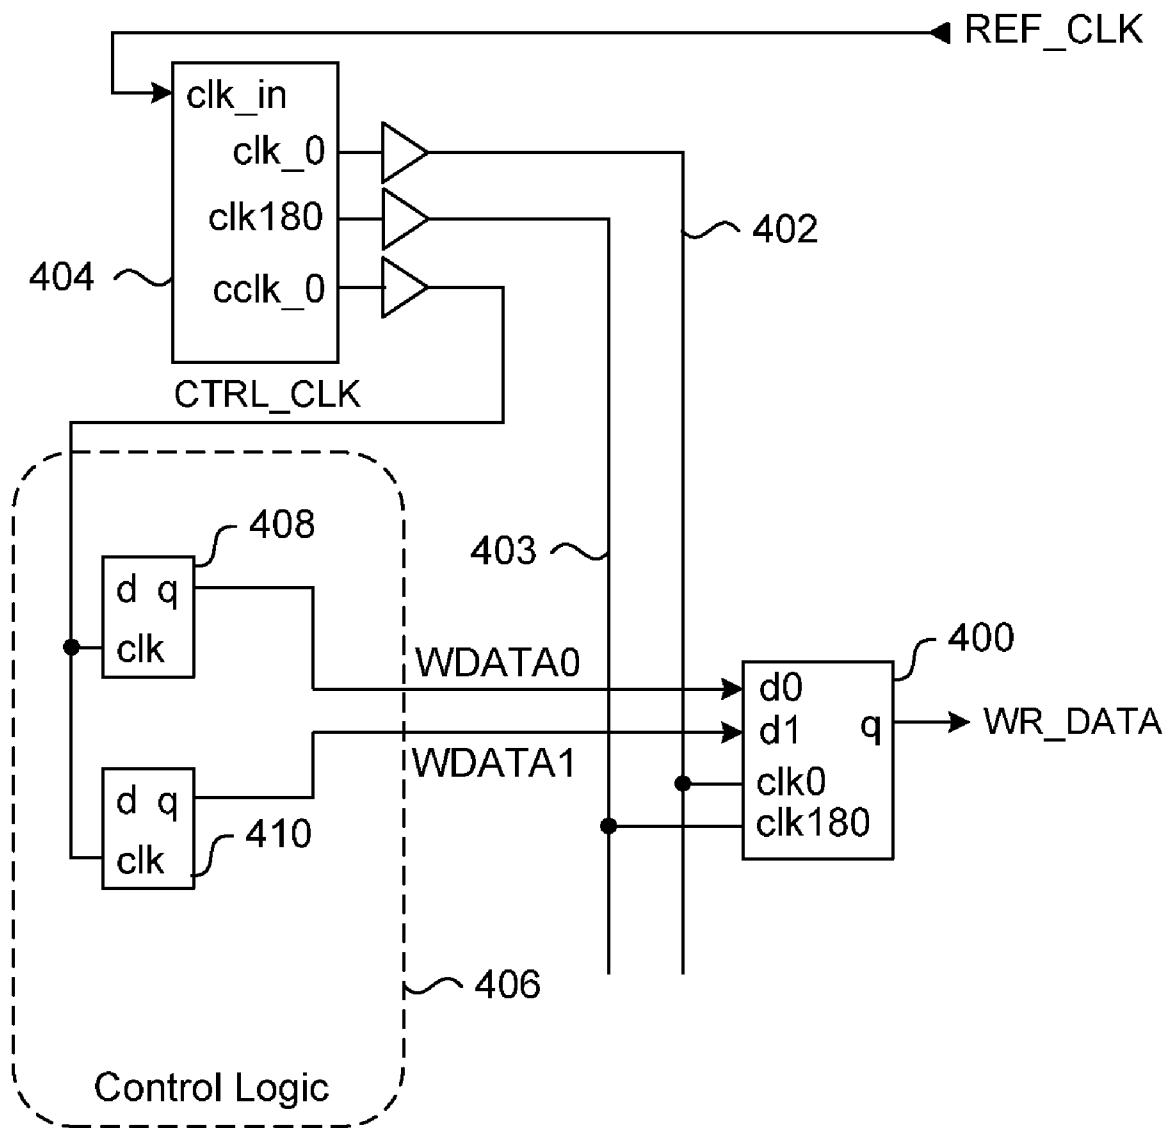 REF_CLK
clk_in
clk_0
clk180
cclk_0
404
402
CTRL_CLK
408
403
d q
clk
400
WDATA0
d0
d1
q
WR_DATA
WDATA1
clk0
clk180
d q
410
clk
406
Control Logic